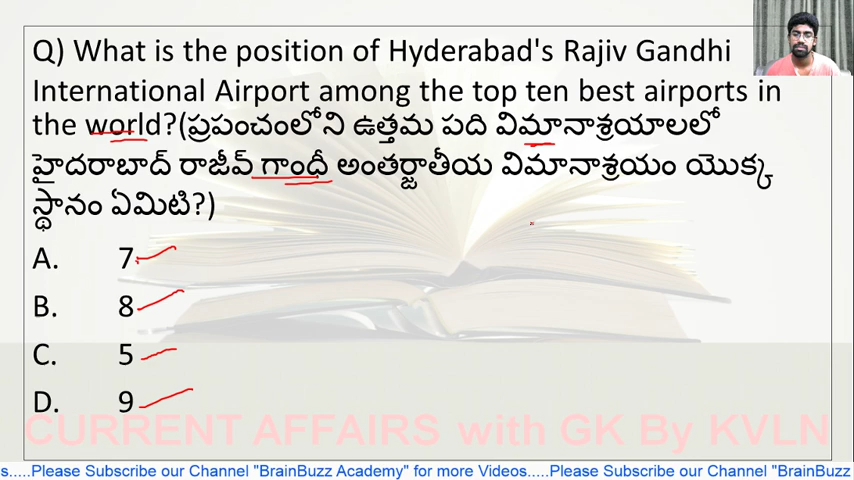 Q) What is the position of Hyderabad's Rajiv Gandhi
International Airport among the top ten best airports in
the world?(ప్రపంచంలోని ఉత్తమ పది విమానాశ్రయాలలో
హైదరాబాద్ రాజీవ్ గాంధీ అంతర్జాతీయ విమానాశ్రయం యొక్క
స్థానం ఏమిటి?)
A. 7
B. 8
C. 5
D. 9
CURRENT AFFAIRS with GK By KVLN
s.....Please Subscribe our Channel "BrainBuzz Academy" for more Videos.....Please Subscribe our Channel "BrainBuzz